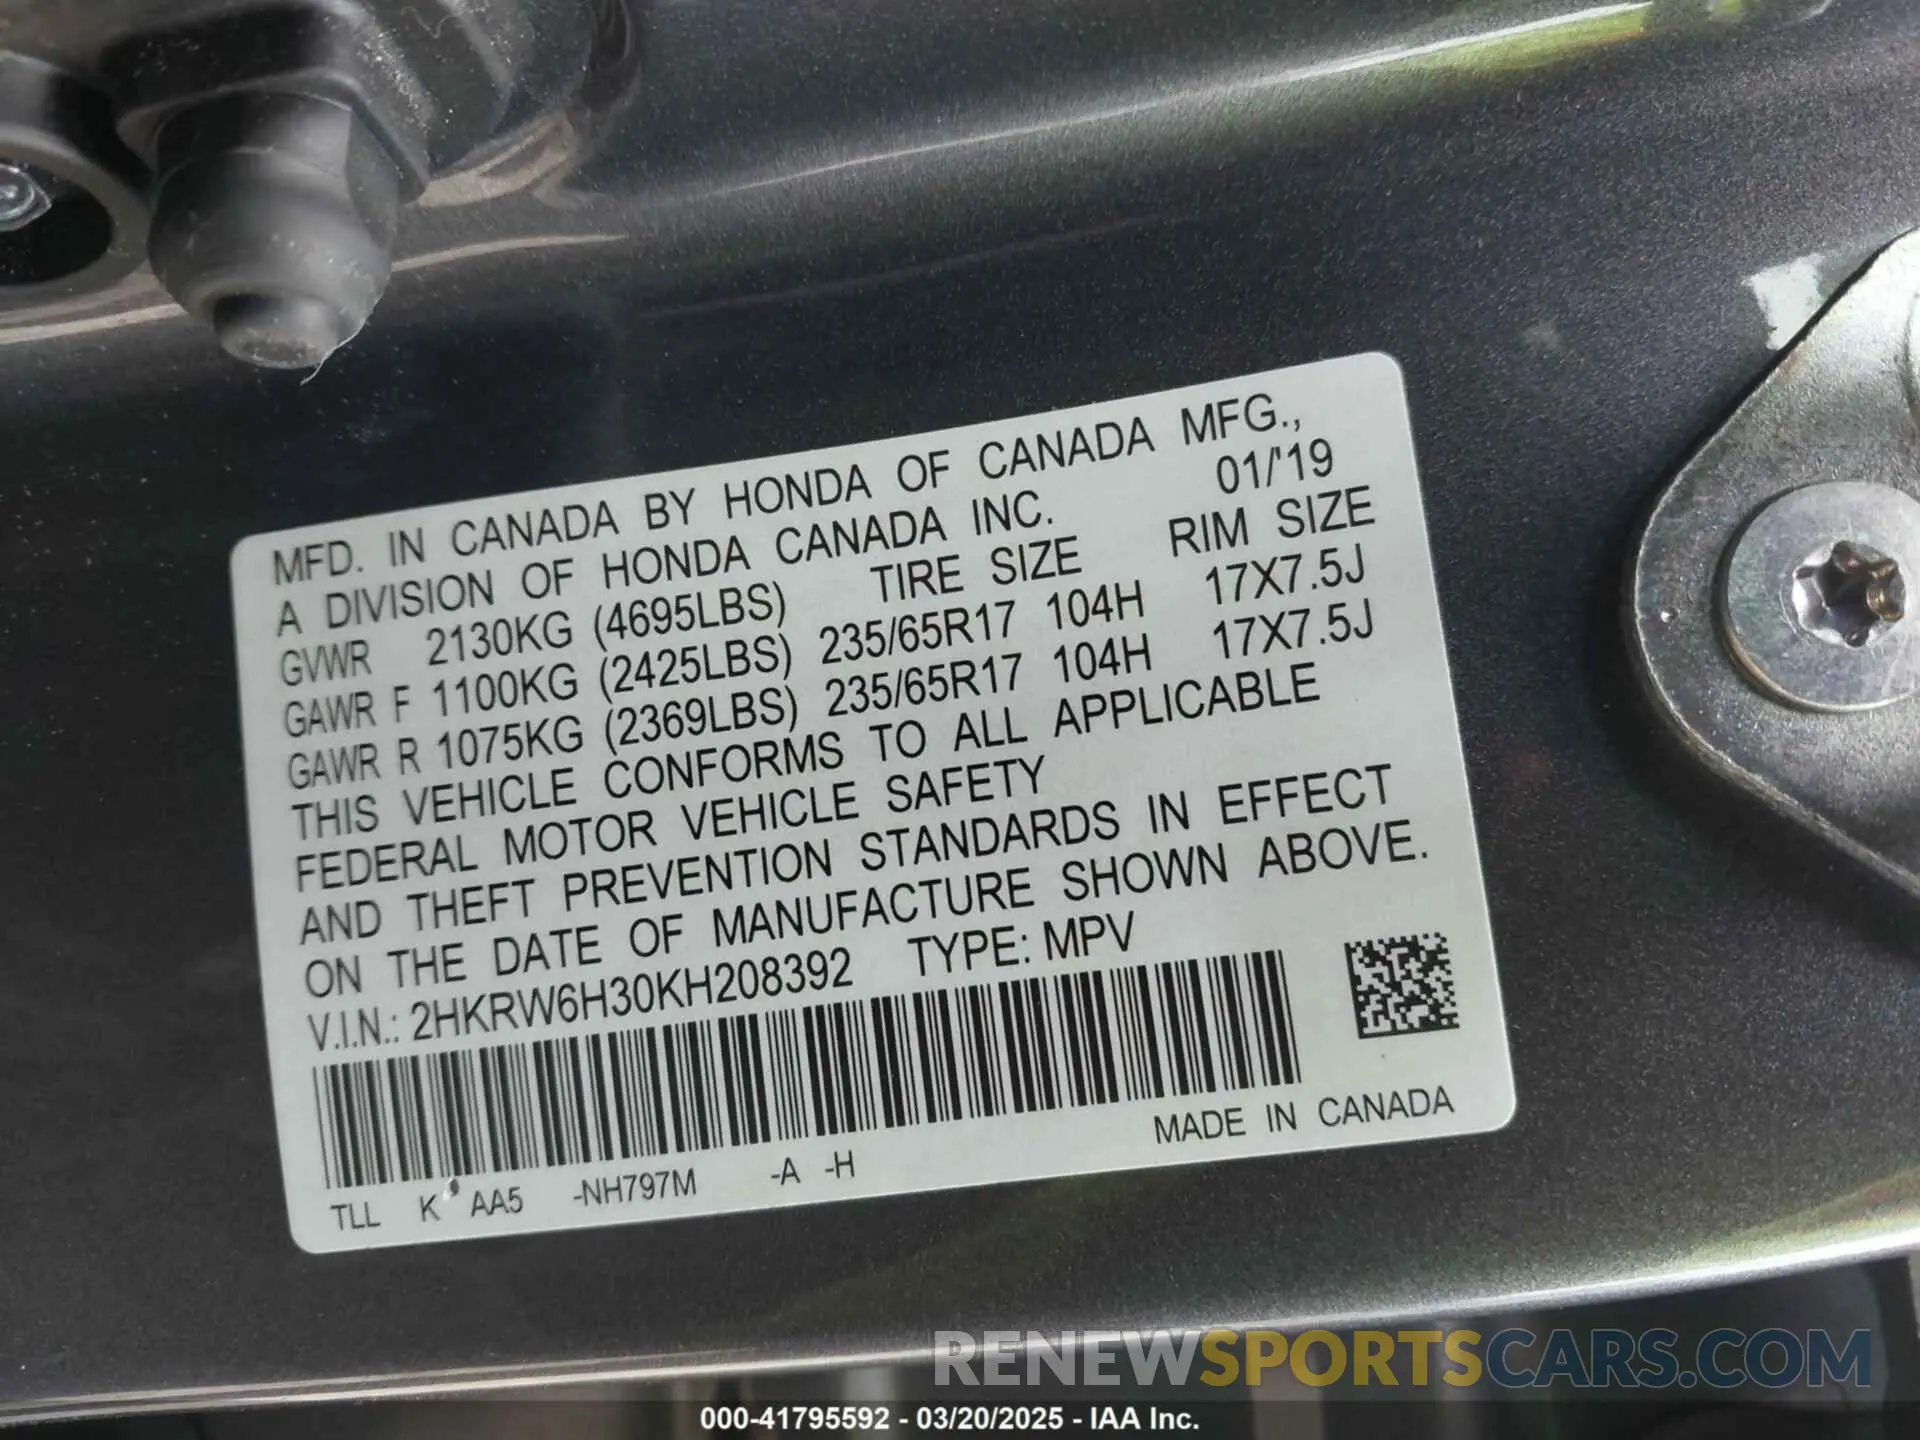 MFD. IN CANADA BY HONDA OF CANADA MFG.,
A DIVISION OF HONDA CANADA INC. 01/'19
GVWR 2130KG (4695LBS) TIRE SIZE RIM SIZE
GAWR F 1100KG (2425LBS) 235/65R17 104H 17X7.5J
GAWR R 1075KG (2369LBS) 235/65R17 104H 17X7.5J
THIS VEHICLE CONFORMS TO ALL APPLICABLE
FEDERAL MOTOR VEHICLE SAFETY
AND THEFT PREVENTION STANDARDS IN EFFECT
ON THE DATE OF MANUFACTURE SHOWN ABOVE.
V.I.N.: 2HKRW6H30KH208392 TYPE: MPV
MADE IN CANADA
TLL K AA5 -NH797M -A -H
RENEWSPORTSCARS.COM
000-41795592 - 03/20/2025 - IAA Inc.